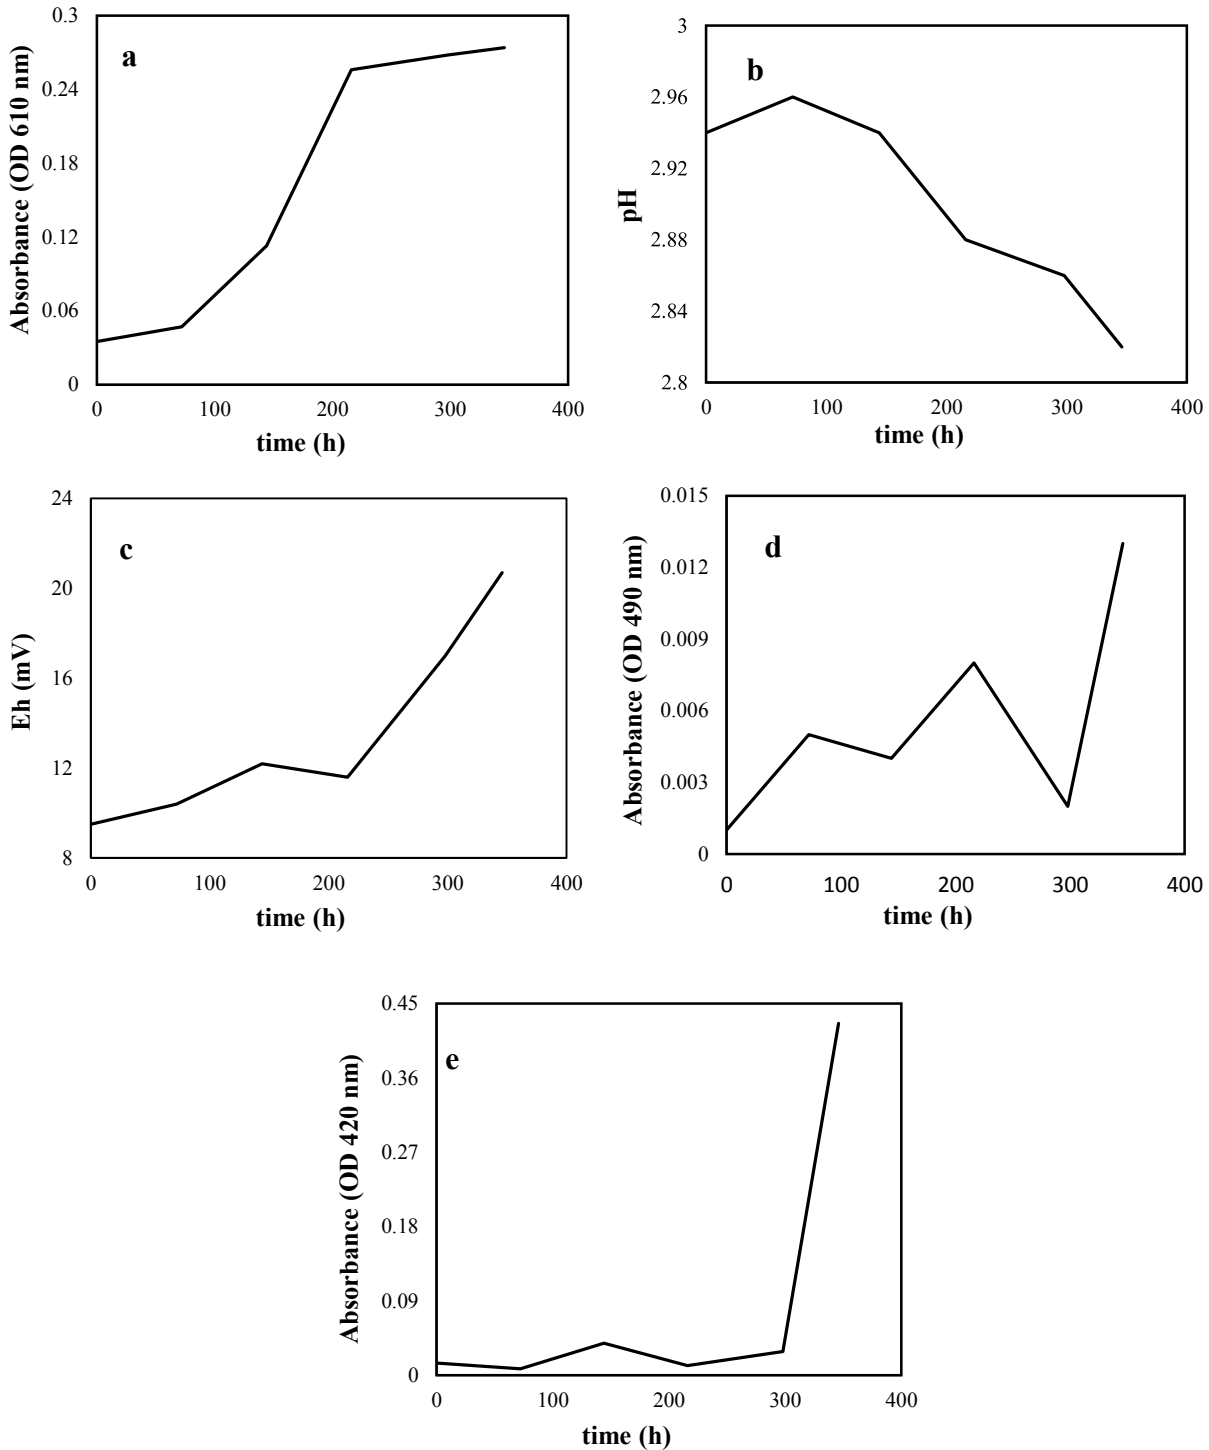 a
Absorbance (OD 610 nm)
0.3
0.24
0.18
0.12
0.06
0
0 100 200 300 400
time (h)
b
pH
3
2.96
2.92
2.88
2.84
2.8
0 100 200 300 400
time (h)
c
Eh (mV)
24
20
16
12
8
0 100 200 300 400
time (h)
d
Absorbance (OD 490 nm)
0.015
0.012
0.009
0.006
0.003
0
0 100 200 300 400
time (h)
e
Absorbance (OD 420 nm)
0.45
0.36
0.27
0.18
0.09
0
0 100 200 300 400
time (h)